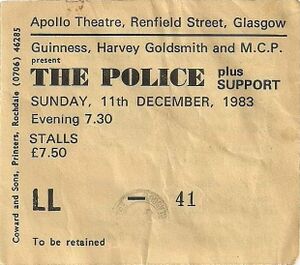 Apollo Theatre, Renfield Street, Glasgow
Guinness, Harvey Goldsmith and M.C.P.
present
THE POLICE plus
SUPPORT
SUNDAY, 11th DECEMBER, 1983
Evening 7.30
STALLS
£7.50
LL — 41
To be retained
Coward and Sons, Printers, Rochdale (0706) 46285